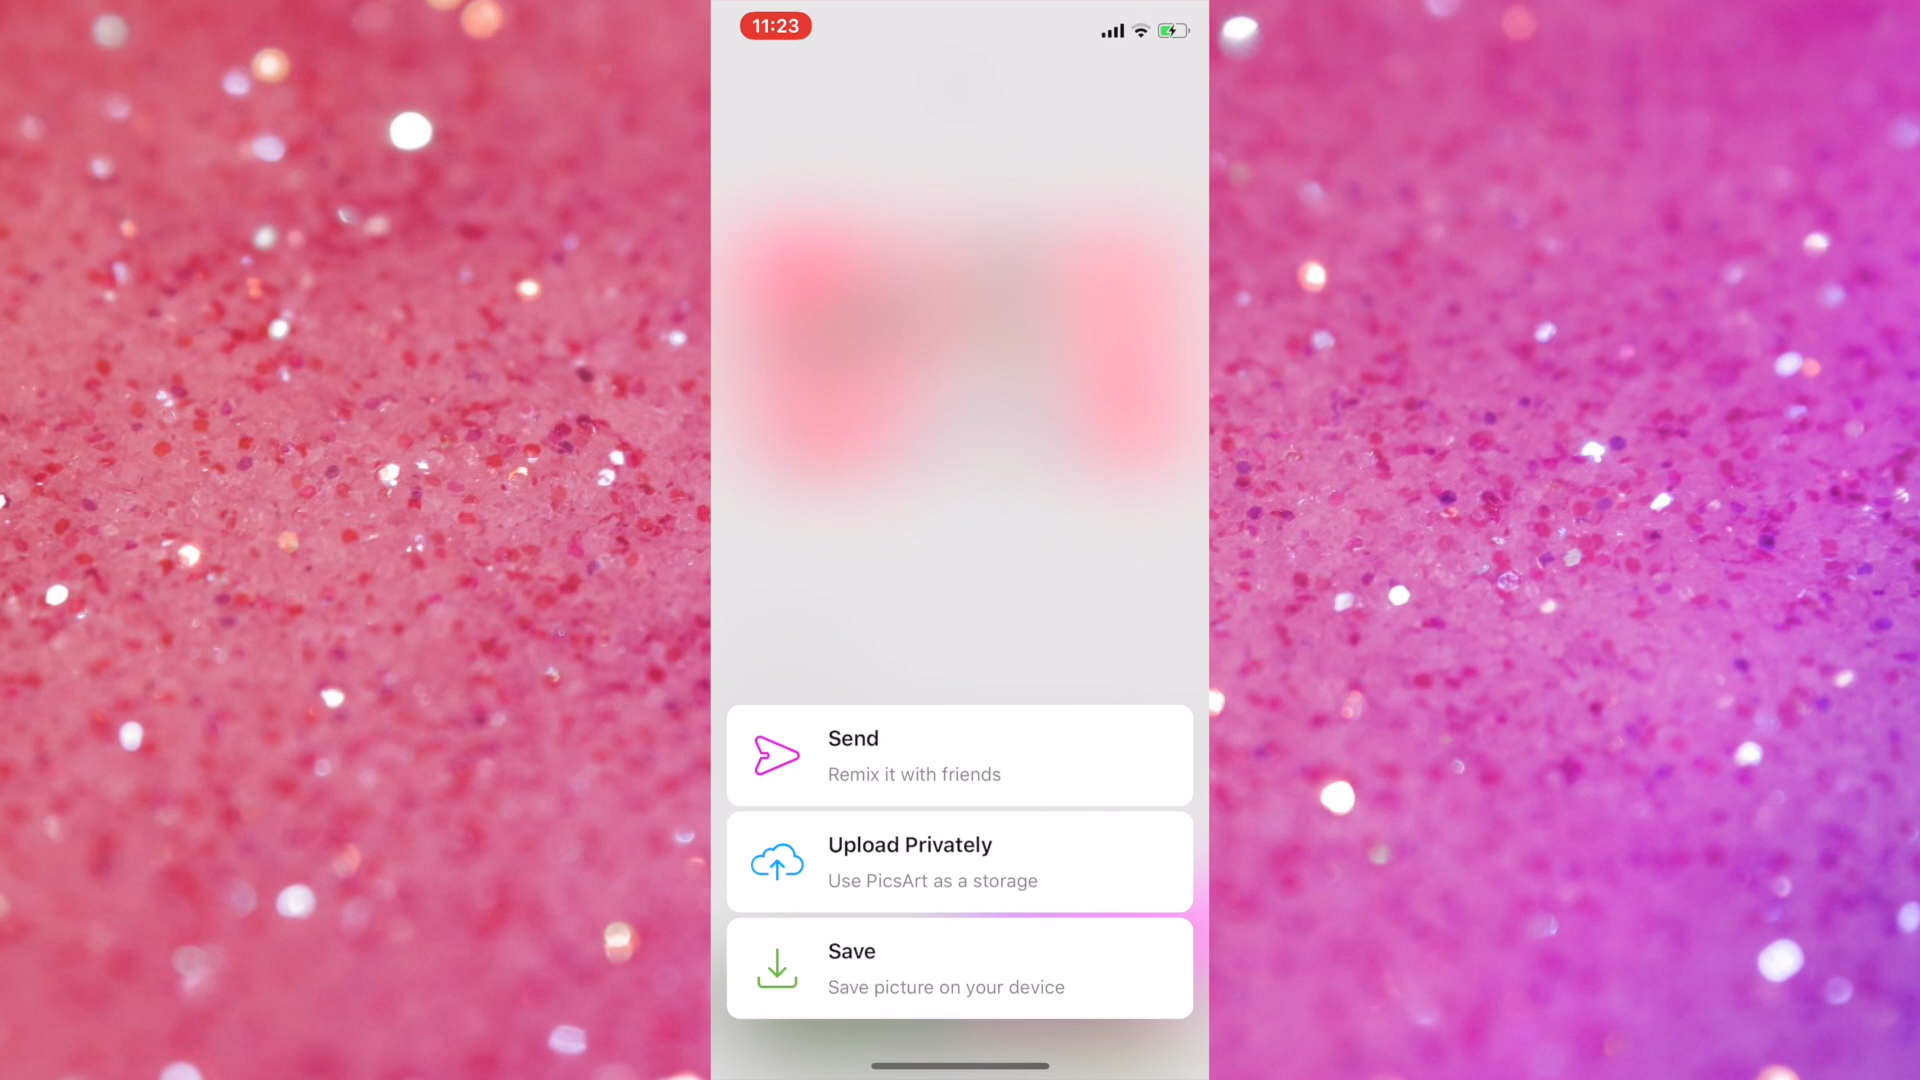 11:23
Send
Remix it with friends
Upload Privately
Use PicsArt as a storage
Save
Save picture on your device